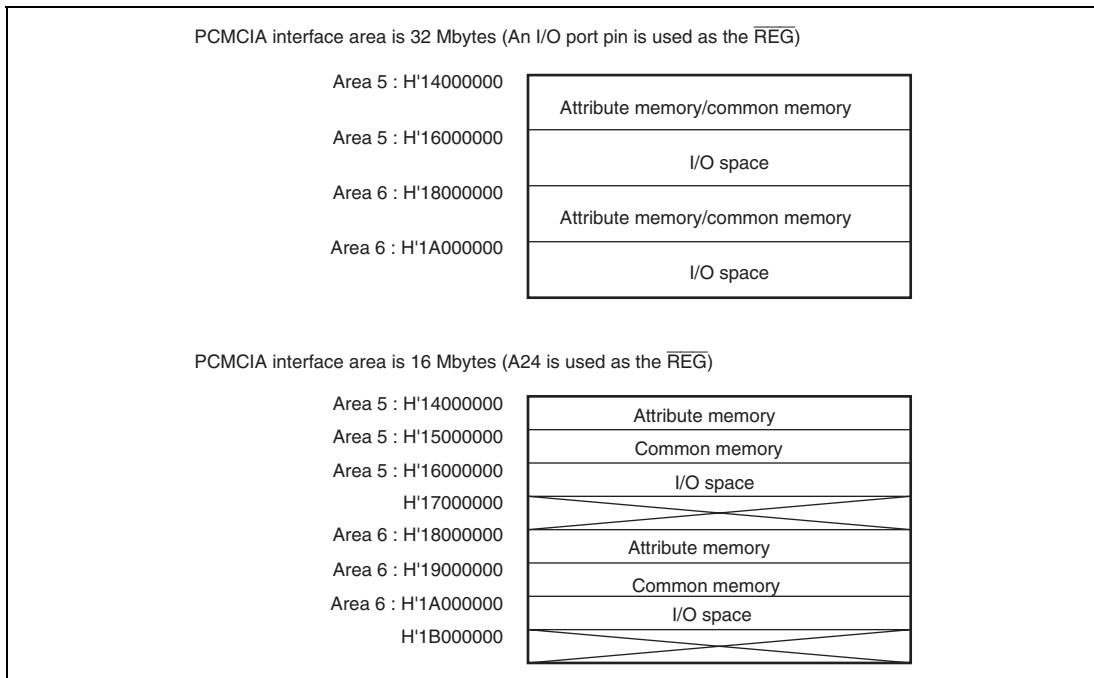 PCMCIA interface area is 32 Mbytes (An I/O port pin is used as the R̅E̅G̅)
Area 5 : H'14000000
Attribute memory/common memory
Area 5 : H'16000000
I/O space
Area 6 : H'18000000
Attribute memory/common memory
Area 6 : H'1A000000
I/O space
PCMCIA interface area is 16 Mbytes (A24 is used as the R̅E̅G̅)
Area 5 : H'14000000
Attribute memory
Area 5 : H'15000000
Common memory
Area 5 : H'16000000
I/O space
H'17000000
Area 6 : H'18000000
Attribute memory
Area 6 : H'19000000
Common memory
Area 6 : H'1A000000
I/O space
H'1B000000